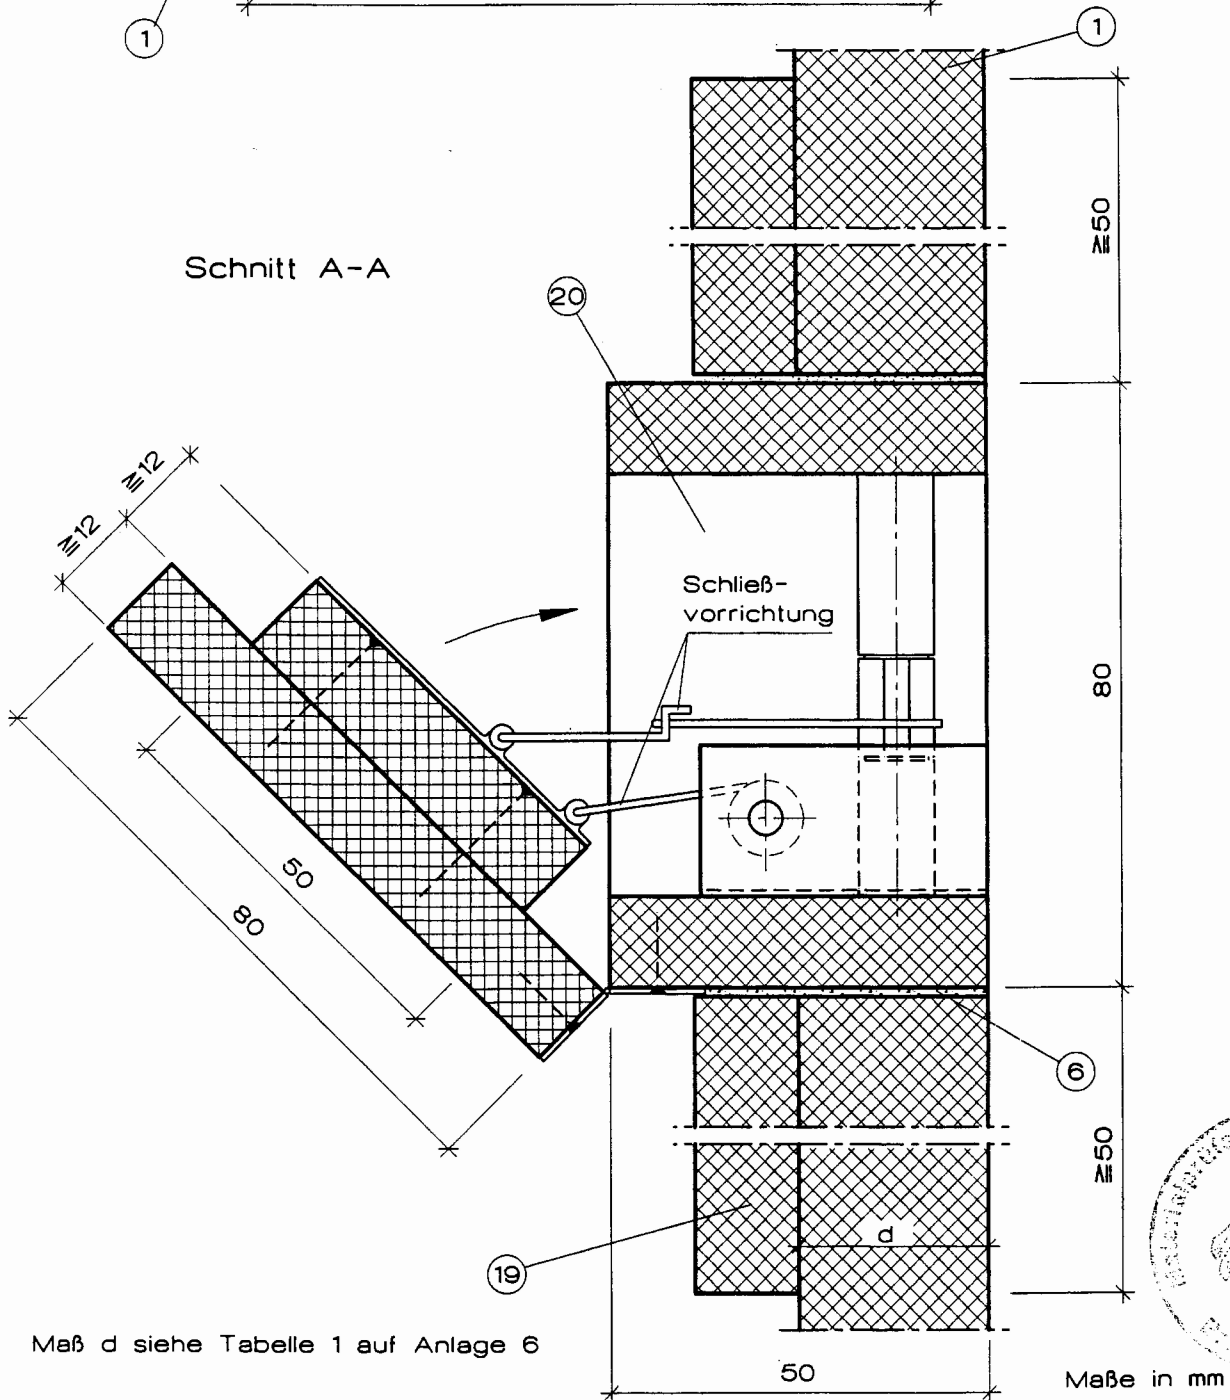 1
1
≧50
Schnitt A-A
20
≧12
≧12
Schließ-
vorrichtung
80
50
80
6
≧50
d
19
Maß d siehe Tabelle 1 auf Anlage 6
50
Maße in mm